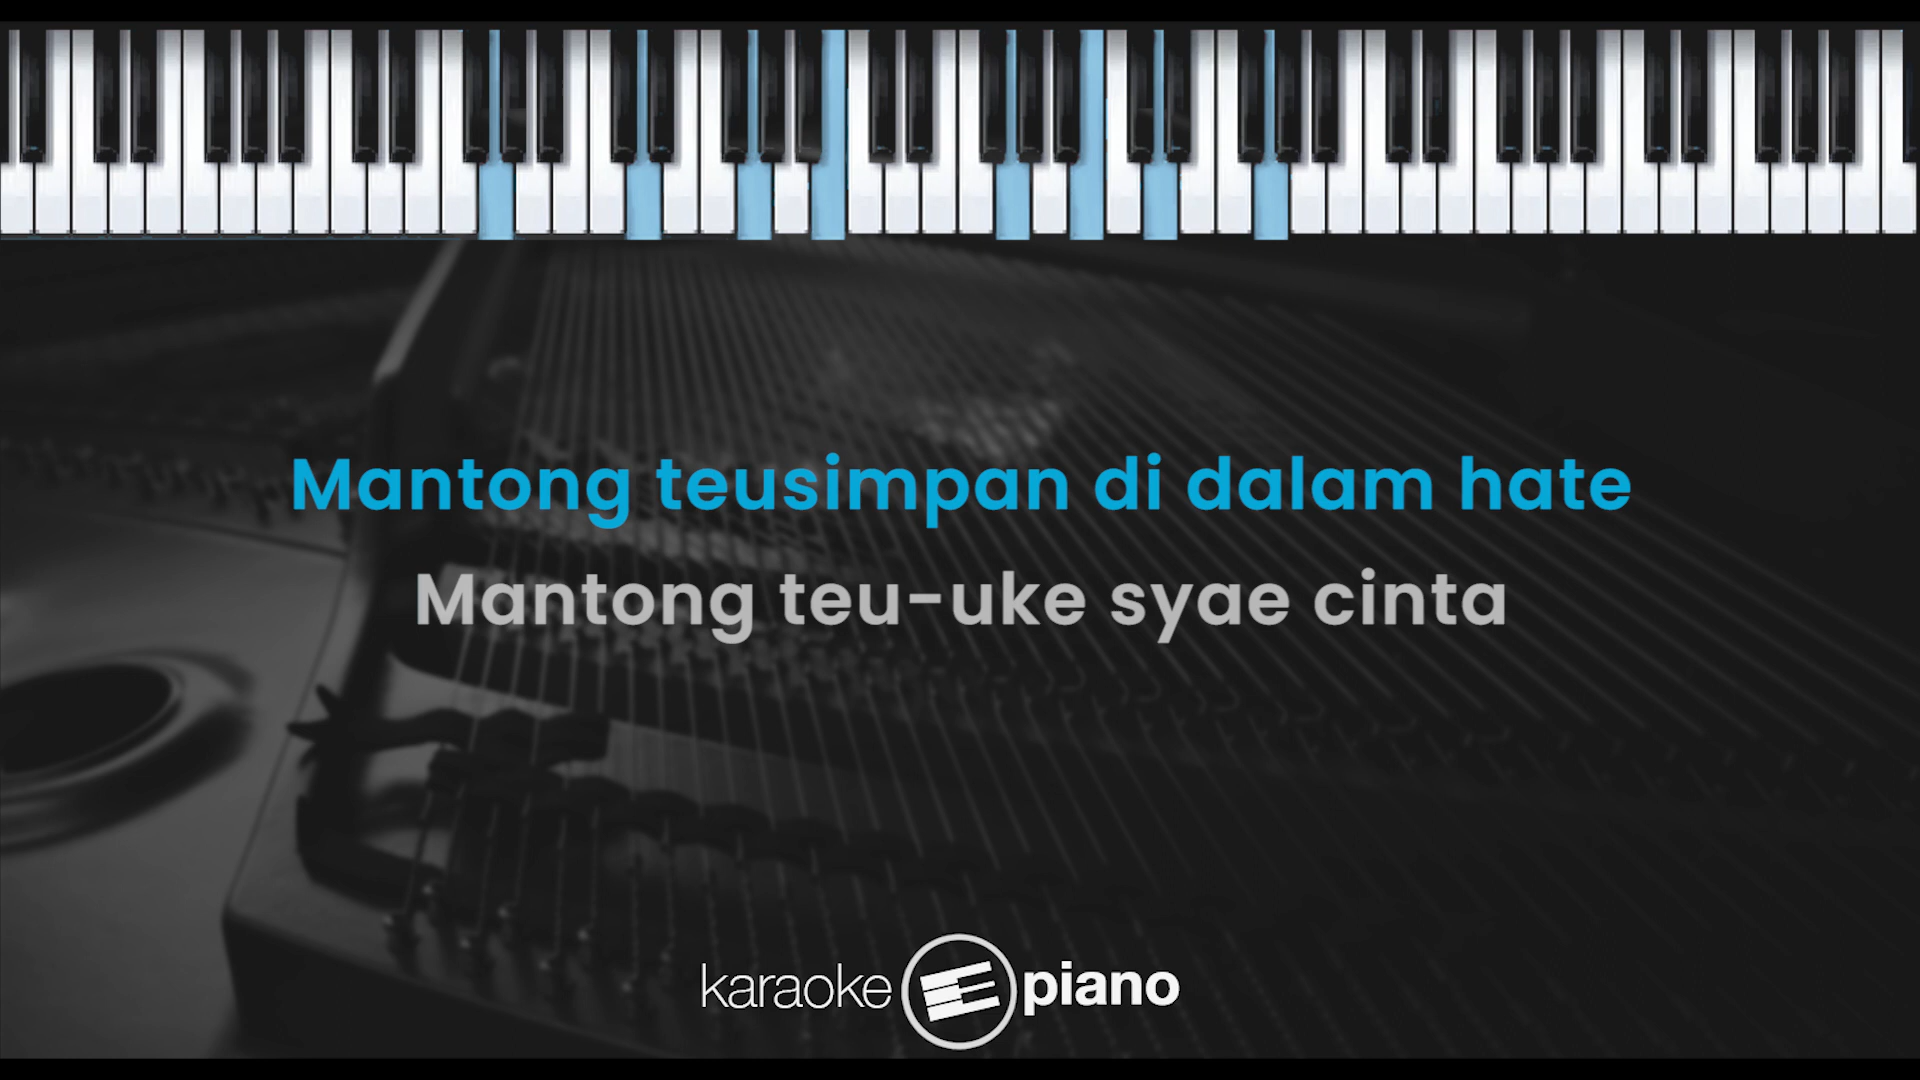 Mantong teusimpan di dalam hate
Mantong teu-uke syae cinta
karaoke piano